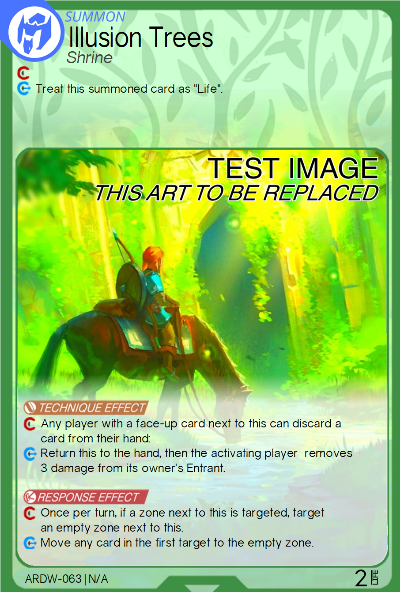 SUMMON
Illusion Trees
Shrine
Treat this summoned card as "Life".
TEST IMAGE
THIS ART TO BE REPLACED
TECHNIQUE EFFECT
Any player with a face-up card next to this can discard a
card from their hand:
Return this to the hand, then the activating player removes
3 damage from its owner's Entrant.
RESPONSE EFFECT
Once per turn, if a zone next to this is targeted, target
an empty zone next to this.
Move any card in the first target to the empty zone.
ARDW-063 | N/A
2 LIFE